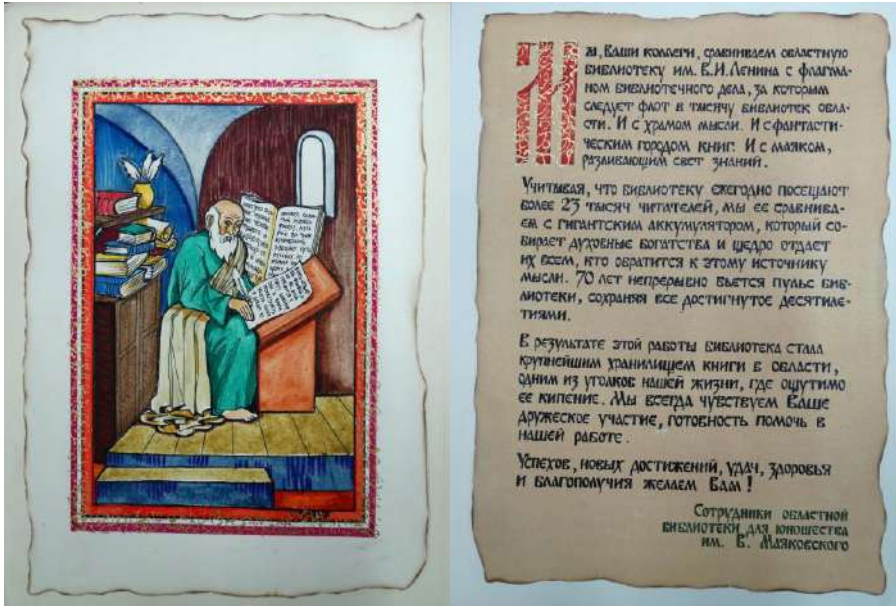 Мы, Ваши коллеги, сравниваем областную
библиотеку им. В.И.Ленина с флагма-
ном библиотечного дела, за которым
следует флот в тысячу библиотек обла-
сти. И с храмом мысли. И с фантасти-
ческим городом книг. И с маяком,
разливающим свет знаний.
Учитывая, что библиотеку ежегодно посещают
более 23 тысяч читателей, мы ее сравнива-
ем с гигантским аккумулятором, который со-
бирает духовные богатства и щедро отдает
их всем, кто обратится к этому источнику
мысли. 70 лет непрерывно бьется пульс биб-
лиотеки, сохраняя все достигнутое десятиле-
тиями.
В результате этой работы библиотека стала
крупнейшим хранилищем книги в области,
одним из уголков нашей жизни, где ощутимо
ее кипение. Мы всегда чувствуем Ваше
дружеское участие, готовность помочь в
нашей работе.
Успехов, новых достижений, удач, здоровья
и благополучия желаем Вам!
Сотрудники областной
библиотеки для юношества
им. В. Маяковского